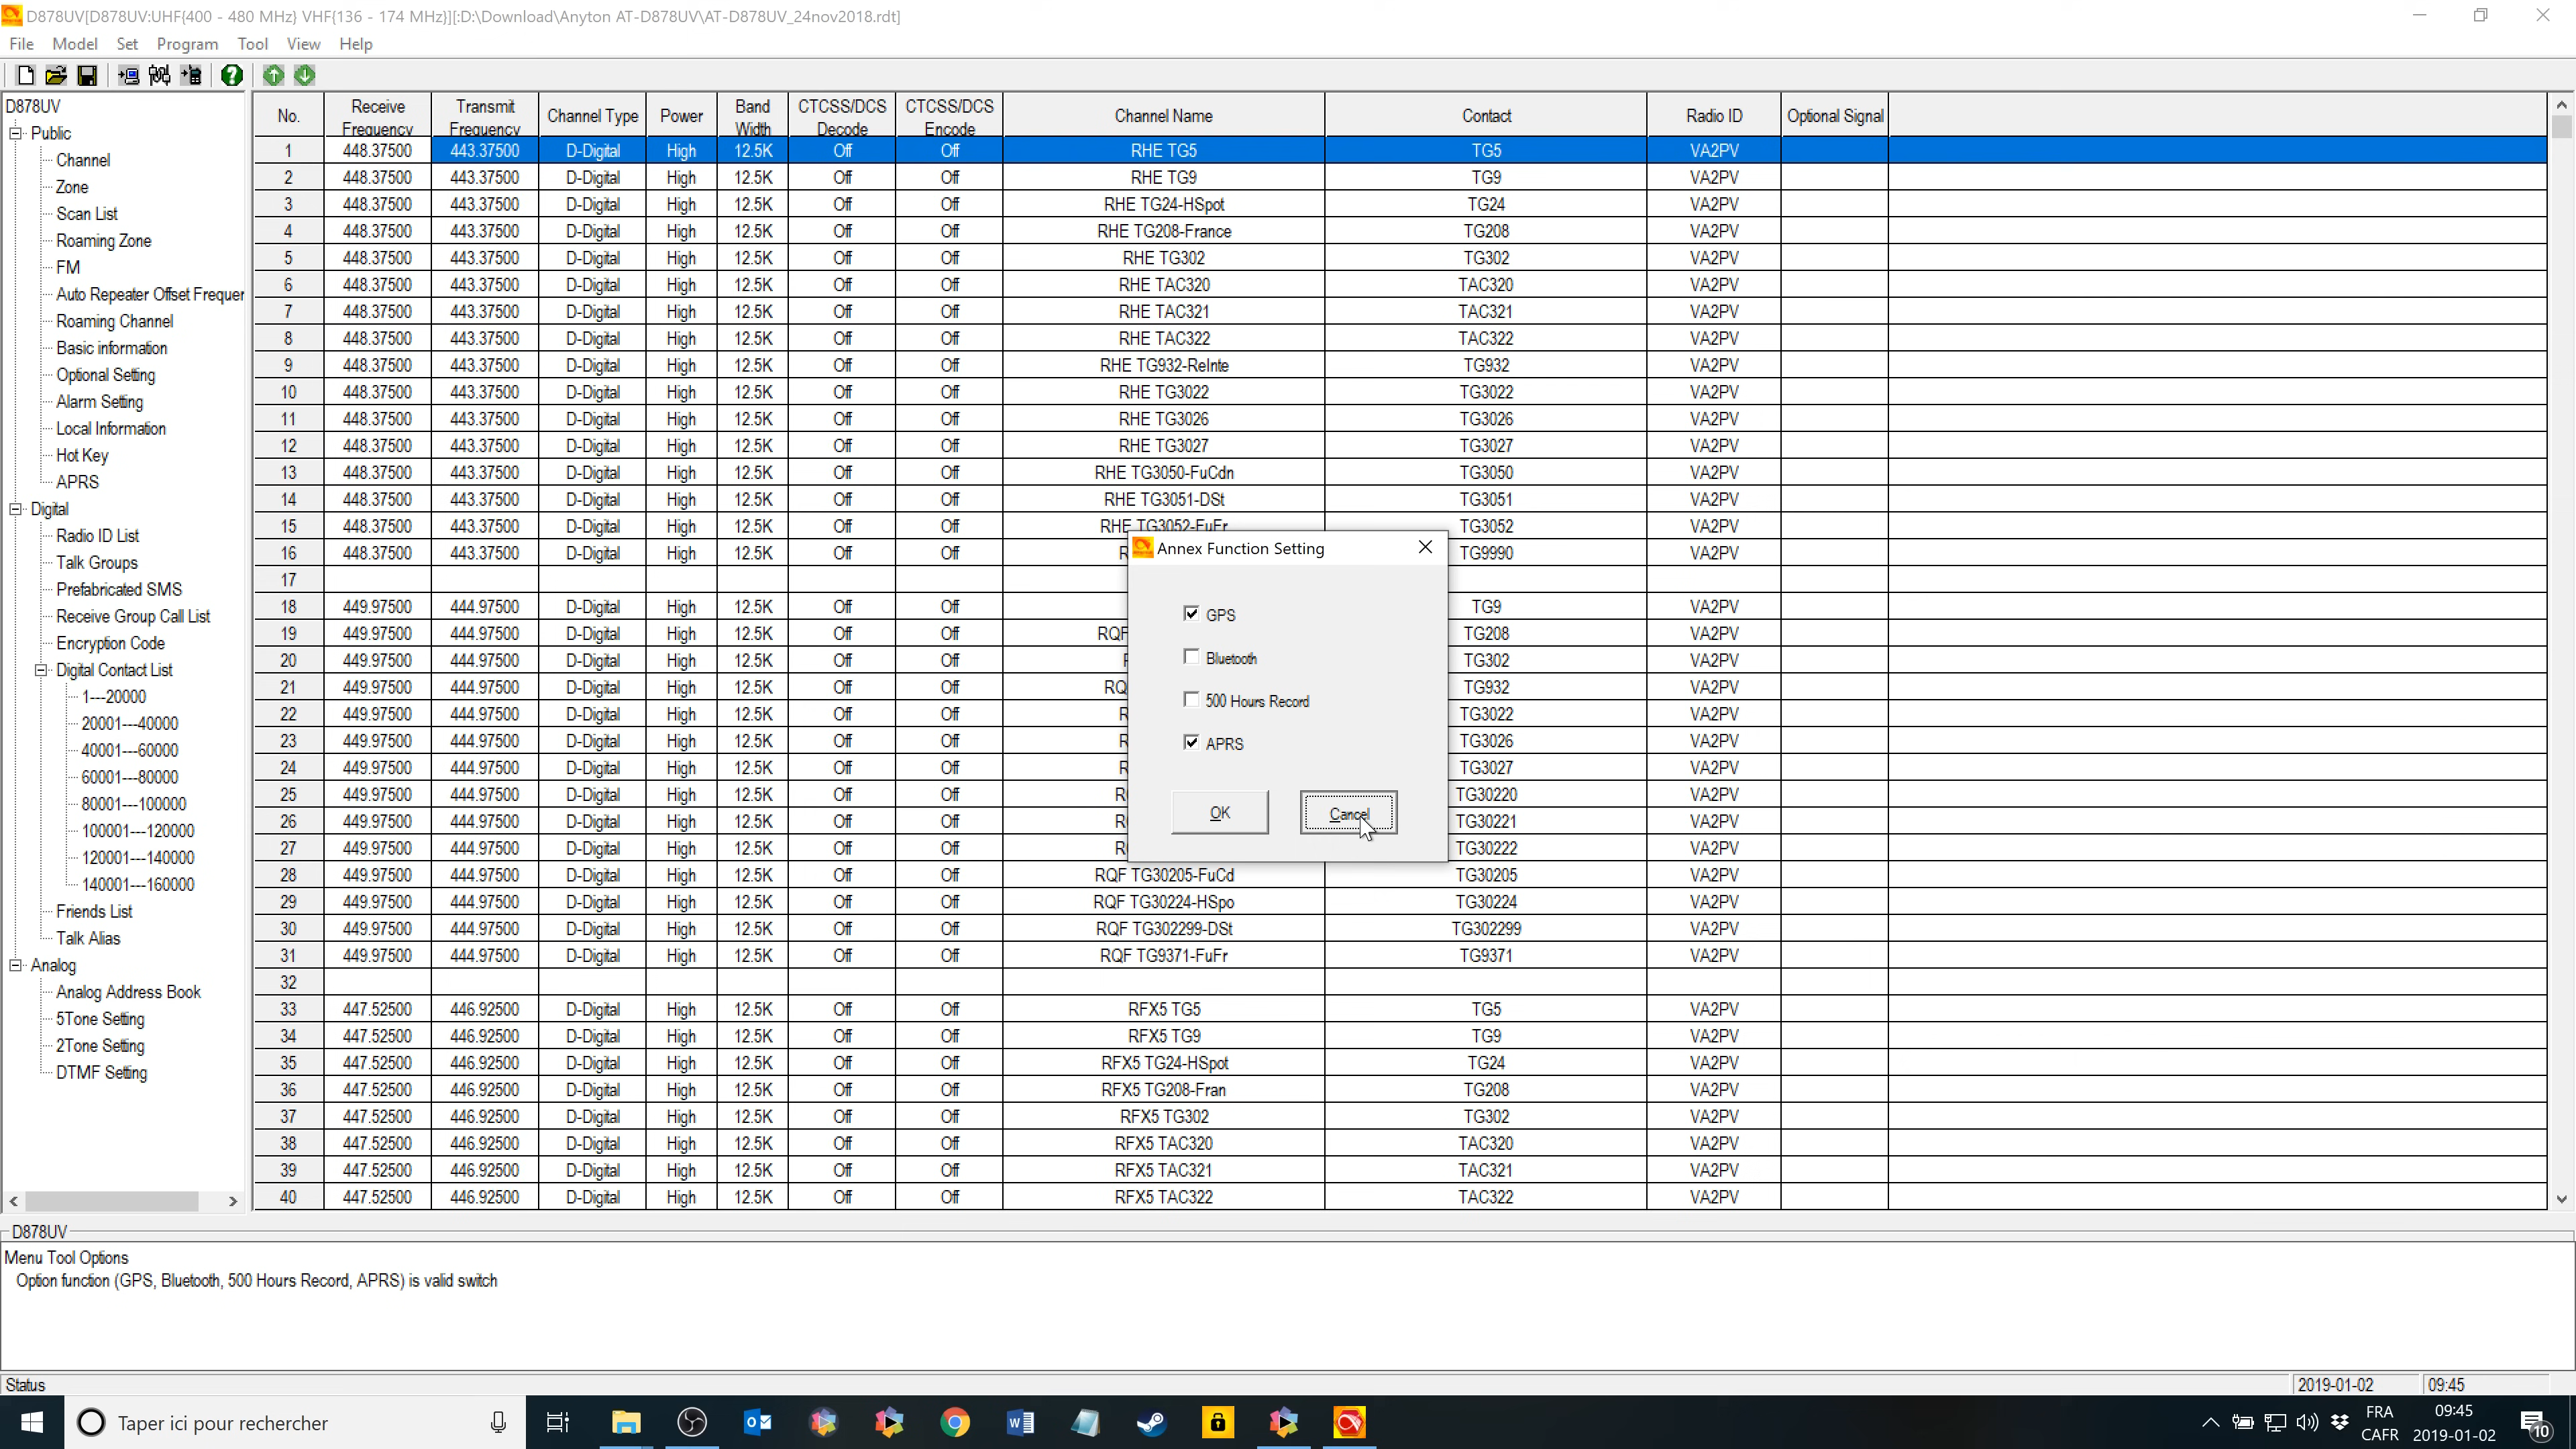 D878UV[D878UV:UHF{400 - 480 MHz} VHF{136 - 174 MHz}][:D:\Download\Anyton AT-D878UV\AT-D878UV_24nov2018.rdt]
File Model Set Program Tool View Help
D878UV
Public
Channel
Zone
Scan List
Roaming Zone
FM
Auto Repeater Offset Frequer
Roaming Channel
Basic information
Optional Setting
Alarm Setting
Local Information
Hot Key
APRS
Digital
Radio ID List
Talk Groups
Prefabricated SMS
Receive Group Call List
Encryption Code
Digital Contact List
1---20000
20001---40000
40001---60000
60001---80000
80001---100000
100001---120000
120001---140000
140001---160000
Friends List
Talk Alias
Analog
Analog Address Book
5Tone Setting
2Tone Setting
DTMF Setting
No. Receive Frequency Transmit Frequency Channel Type Power Band Width CTCSS/DCS Decode CTCSS/DCS Encode Channel Name Contact Radio ID Optional Signal
1 448.37500 443.37500 D-Digital High 12.5K Off Off RHE TG5 TG5 VA2PV
2 448.37500 443.37500 D-Digital High 12.5K Off Off RHE TG9 TG9 VA2PV
3 448.37500 443.37500 D-Digital High 12.5K Off Off RHE TG24-HSpot TG24 VA2PV
4 448.37500 443.37500 D-Digital High 12.5K Off Off RHE TG208-France TG208 VA2PV
5 448.37500 443.37500 D-Digital High 12.5K Off Off RHE TG302 TG302 VA2PV
6 448.37500 443.37500 D-Digital High 12.5K Off Off RHE TAC320 TAC320 VA2PV
7 448.37500 443.37500 D-Digital High 12.5K Off Off RHE TAC321 TAC321 VA2PV
8 448.37500 443.37500 D-Digital High 12.5K Off Off RHE TAC322 TAC322 VA2PV
9 448.37500 443.37500 D-Digital High 12.5K Off Off RHE TG932-ReInte TG932 VA2PV
10 448.37500 443.37500 D-Digital High 12.5K Off Off RHE TG3022 TG3022 VA2PV
11 448.37500 443.37500 D-Digital High 12.5K Off Off RHE TG3026 TG3026 VA2PV
12 448.37500 443.37500 D-Digital High 12.5K Off Off RHE TG3027 TG3027 VA2PV
13 448.37500 443.37500 D-Digital High 12.5K Off Off RHE TG3050-FuCdn TG3050 VA2PV
14 448.37500 443.37500 D-Digital High 12.5K Off Off RHE TG3051-DSt TG3051 VA2PV
15 448.37500 443.37500 D-Digital High 12.5K Off Off RHE TG3052-FuFr TG3052 VA2PV
16 448.37500 443.37500 D-Digital High 12.5K Off Off R TG9990 VA2PV
17
18 449.97500 444.97500 D-Digital High 12.5K Off Off TG9 VA2PV
19 449.97500 444.97500 D-Digital High 12.5K Off Off RQF TG208 VA2PV
20 449.97500 444.97500 D-Digital High 12.5K Off Off TG302 VA2PV
21 449.97500 444.97500 D-Digital High 12.5K Off Off RQ TG932 VA2PV
22 449.97500 444.97500 D-Digital High 12.5K Off Off R TG3022 VA2PV
23 449.97500 444.97500 D-Digital High 12.5K Off Off R TG3026 VA2PV
24 449.97500 444.97500 D-Digital High 12.5K Off Off R TG3027 VA2PV
25 449.97500 444.97500 D-Digital High 12.5K Off Off R TG30220 VA2PV
26 449.97500 444.97500 D-Digital High 12.5K Off Off R TG30221 VA2PV
27 449.97500 444.97500 D-Digital High 12.5K Off Off R TG30222 VA2PV
28 449.97500 444.97500 D-Digital High 12.5K Off Off RQF TG30205-FuCd TG30205 VA2PV
29 449.97500 444.97500 D-Digital High 12.5K Off Off RQF TG30224-HSpo TG30224 VA2PV
30 449.97500 444.97500 D-Digital High 12.5K Off Off RQF TG302299-DSt TG302299 VA2PV
31 449.97500 444.97500 D-Digital High 12.5K Off Off RQF TG9371-FuFr TG9371 VA2PV
32
33 447.52500 446.92500 D-Digital High 12.5K Off Off RFX5 TG5 TG5 VA2PV
34 447.52500 446.92500 D-Digital High 12.5K Off Off RFX5 TG9 TG9 VA2PV
35 447.52500 446.92500 D-Digital High 12.5K Off Off RFX5 TG24-HSpot TG24 VA2PV
36 447.52500 446.92500 D-Digital High 12.5K Off Off RFX5 TG208-Fran TG208 VA2PV
37 447.52500 446.92500 D-Digital High 12.5K Off Off RFX5 TG302 TG302 VA2PV
38 447.52500 446.92500 D-Digital High 12.5K Off Off RFX5 TAC320 TAC320 VA2PV
39 447.52500 446.92500 D-Digital High 12.5K Off Off RFX5 TAC321 TAC321 VA2PV
40 447.52500 446.92500 D-Digital High 12.5K Off Off RFX5 TAC322 TAC322 VA2PV
Annex Function Setting
GPS
Bluetooth
500 Hours Record
APRS
OK Cancel
D878UV
Menu Tool Options
Option function (GPS, Bluetooth, 500 Hours Record, APRS) is valid switch
Status 2019-01-02 09:45
Taper ici pour rechercher
FRA
CAFR
09:45
2019-01-02
10